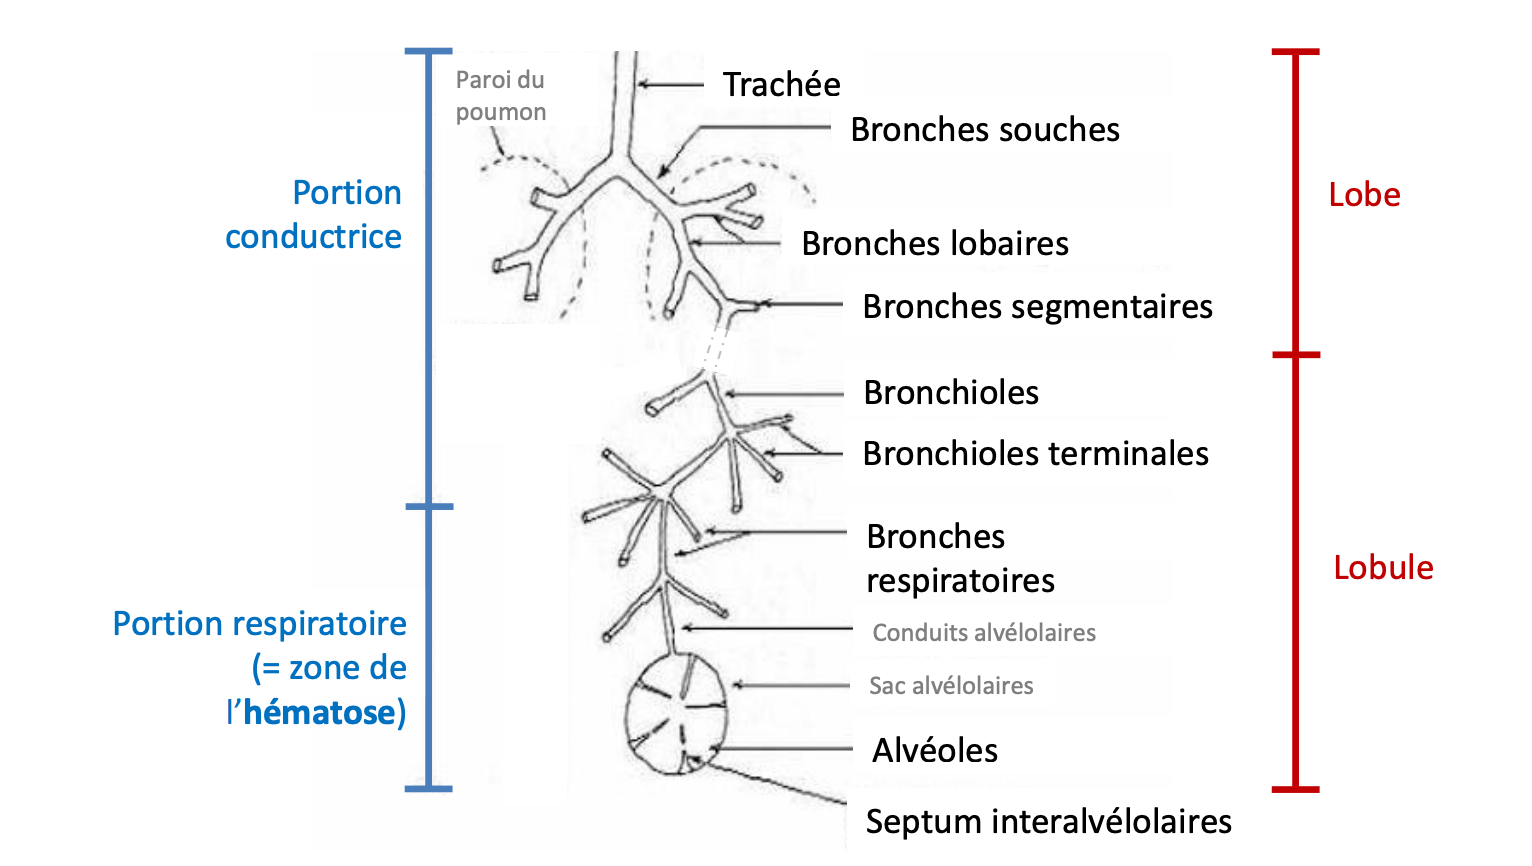 Paroi du
poumon
Trachée
Bronches souches
Portion
conductrice
Lobe
Bronches lobaires
Bronches segmentaires
Bronchioles
Bronchioles terminales
Bronches
respiratoires
Lobule
Portion respiratoire
(= zone de
l’hématose)
Conduits alvélolaires
Sac alvélolaires
Alvéoles
Septum interalvélolaires